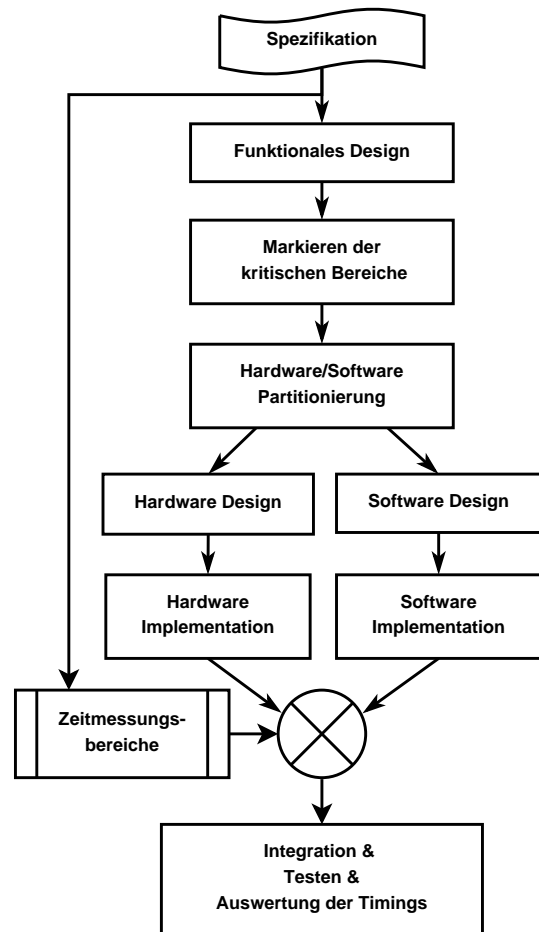 Spezifikation
Funktionales Design
Markieren der
kritischen Bereiche
Hardware/Software
Partitionierung
Hardware Design
Software Design
Hardware
Implementation
Software
Implementation
Zeitmessungs-
bereiche
Integration &
Testen &
Auswertung der Timings